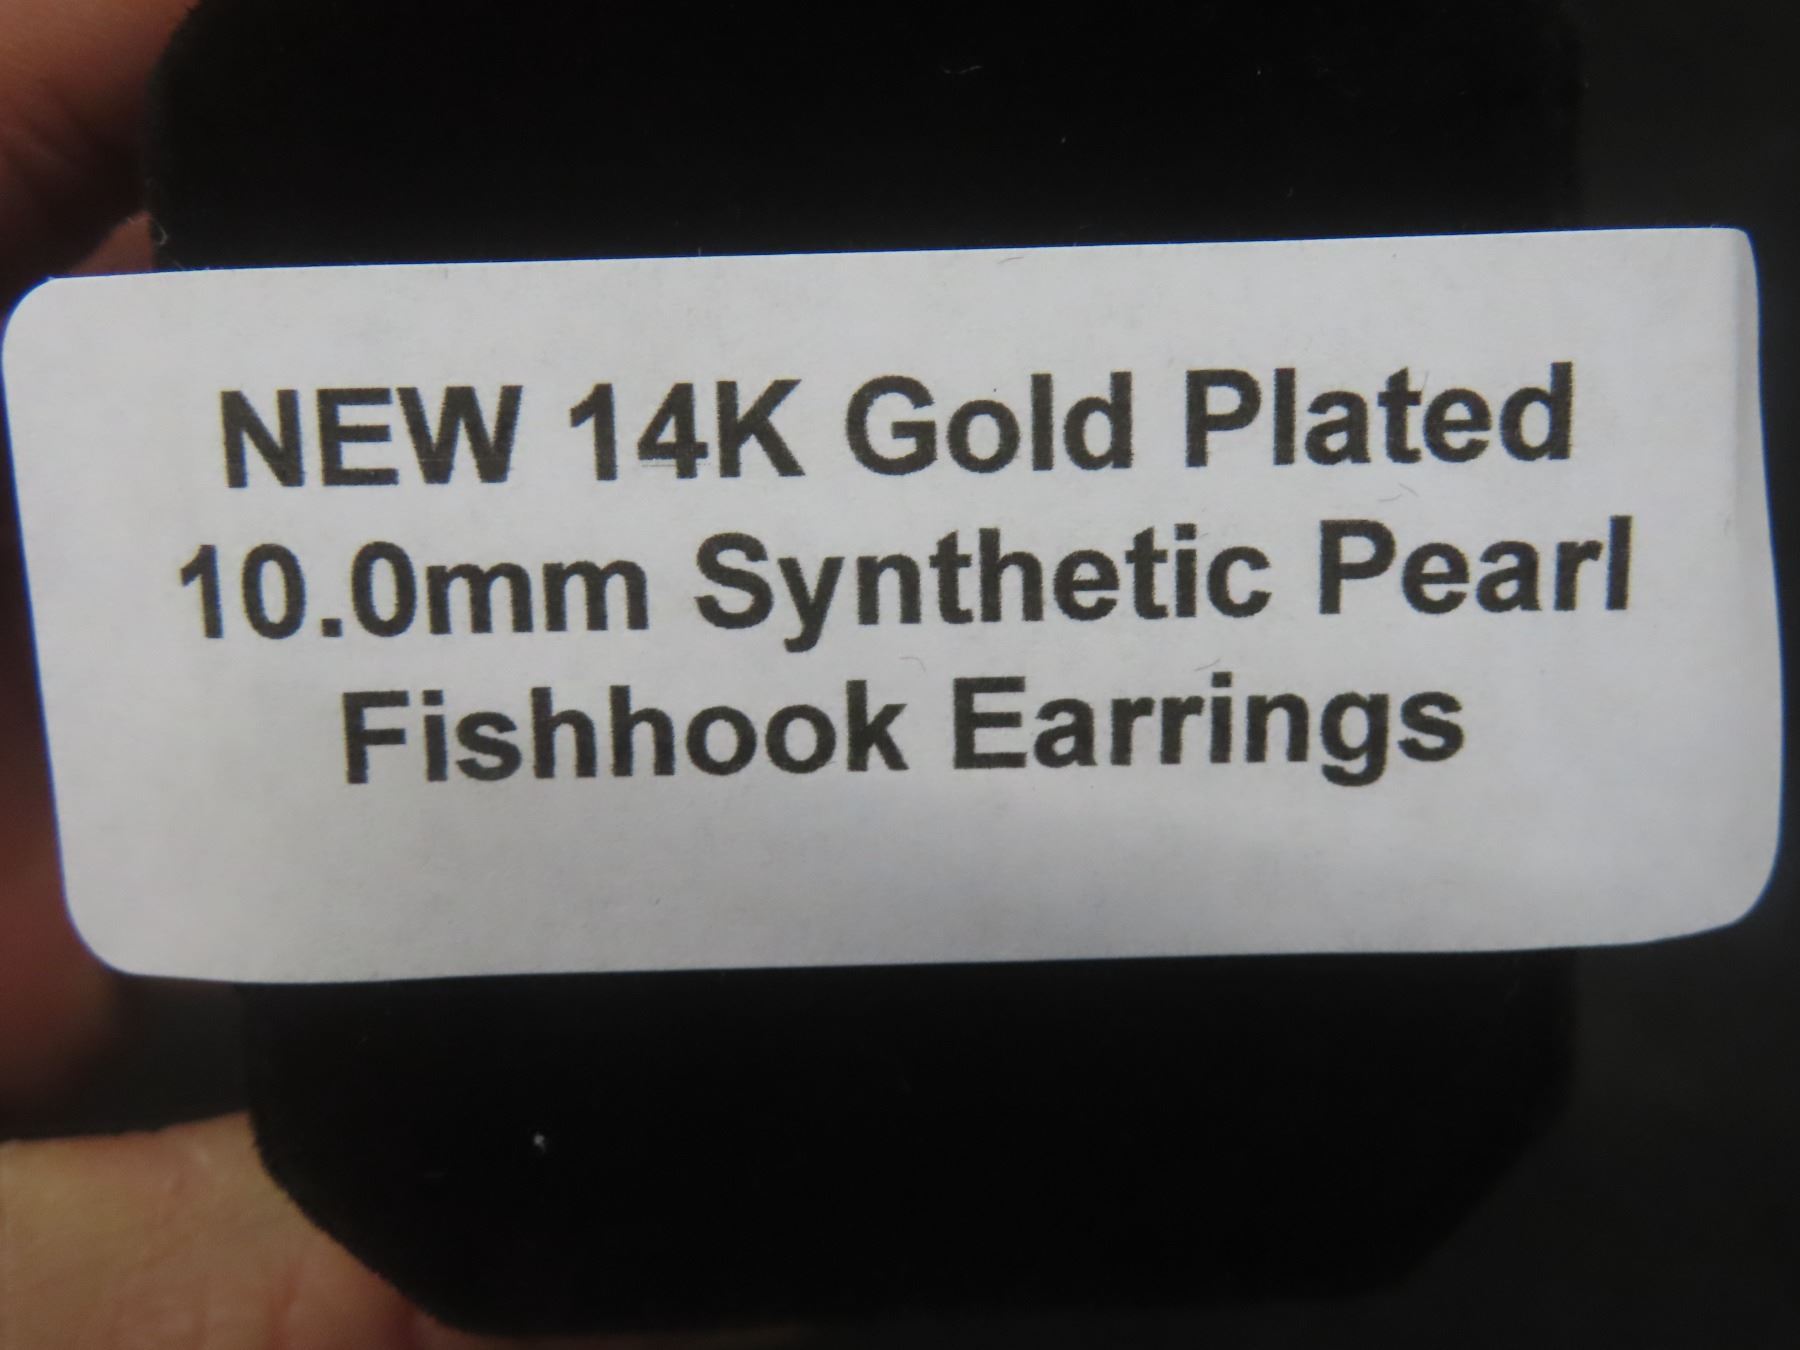 NEW 14K Gold Plated
10.0mm Synthetic Pearl
Fishhook Earrings